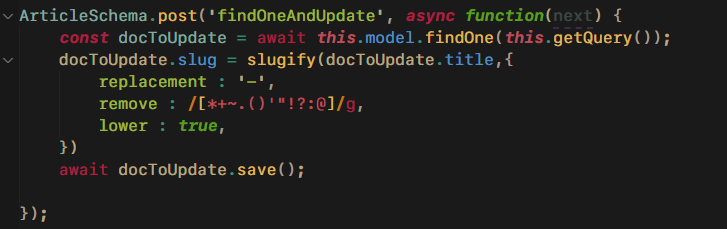 ArticleSchema.post('findOneAndUpdate', async function(next) {
    const docToUpdate = await this.model.findOne(this.getQuery());
    docToUpdate.slug = slugify(docToUpdate.title,{
        replacement : '-',
        remove : /[*+~.()'"!?:@]/g,
        lower : true,
    })
    await docToUpdate.save();
});